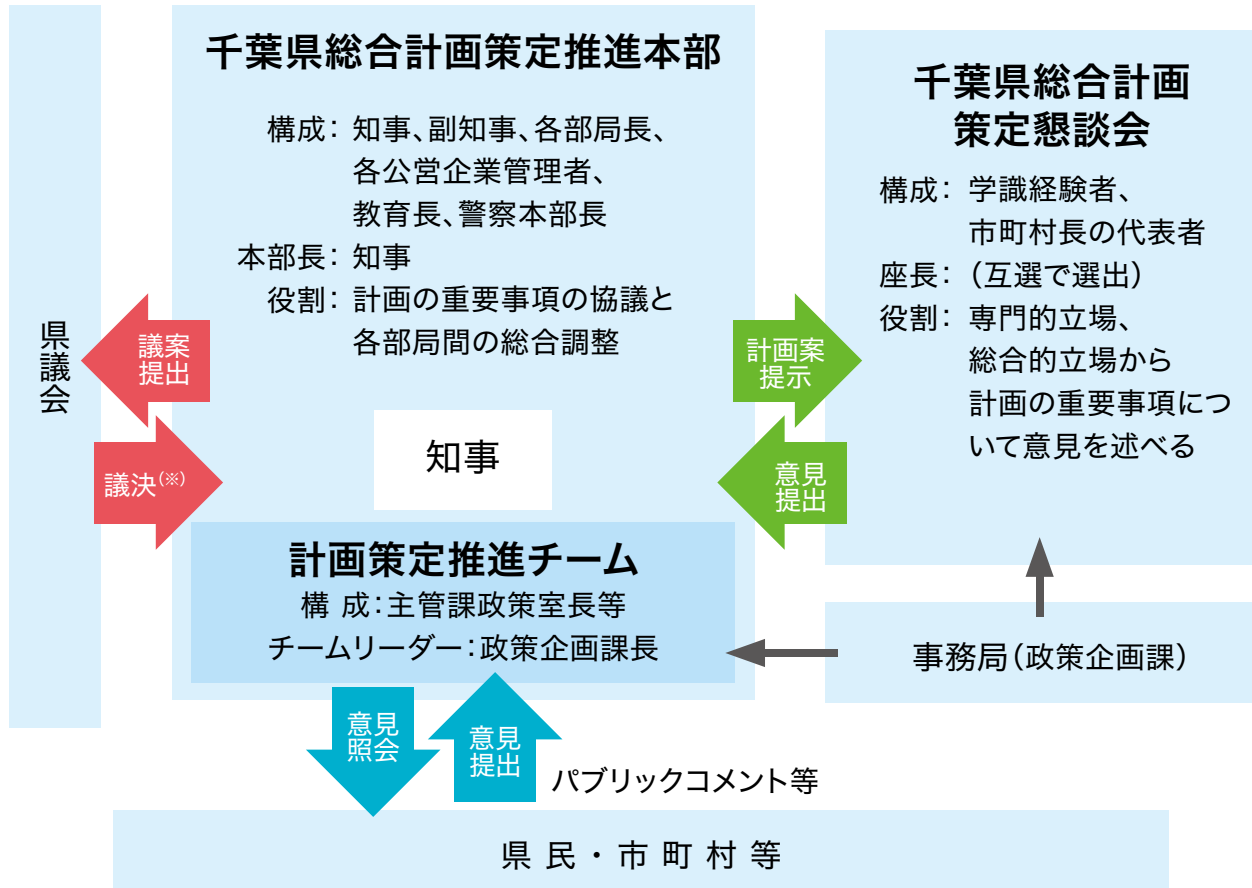 県議会
千葉県総合計画策定推進本部
構成：知事、副知事、各部局長、
各公営企業管理者、
教育長、警察本部長
本部長：知事
役割：計画の重要事項の協議と
各部局間の総合調整
議案
提出
議決(※)
知事
計画案
提示
意見
提出
千葉県総合計画
策定懇談会
構成：学識経験者、
市町村長の代表者
座長：（互選で選出）
役割：専門的立場、
総合的立場から
計画の重要事項につ
いて意見を述べる
計画策定推進チーム
構 成：主管課政策室長等
チームリーダー：政策企画課長
事務局（政策企画課）
意見
照会
意見
提出
パブリックコメント等
県民・市町村等